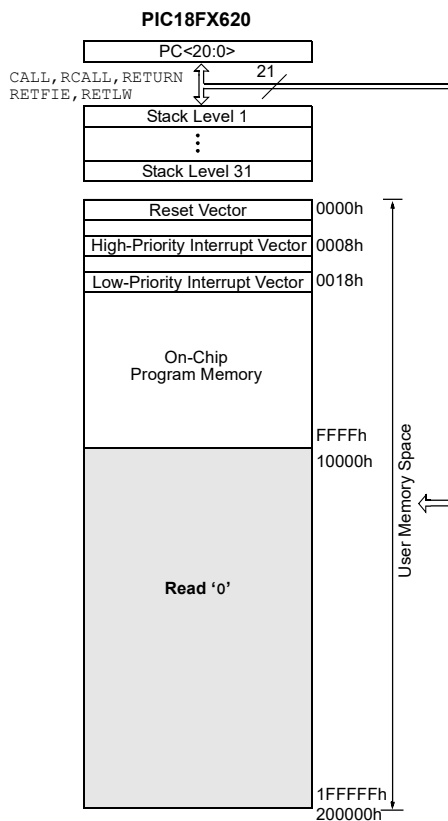 PIC18FX620
PC<20:0>
CALL,RCALL,RETURN
RETFIE,RETLW
21
Stack Level 1
Stack Level 31
Reset Vector
0000h
High-Priority Interrupt Vector
0008h
Low-Priority Interrupt Vector
0018h
On-Chip
Program Memory
FFFFh
10000h
User Memory Space
Read ‘0’
1FFFFFh
200000h